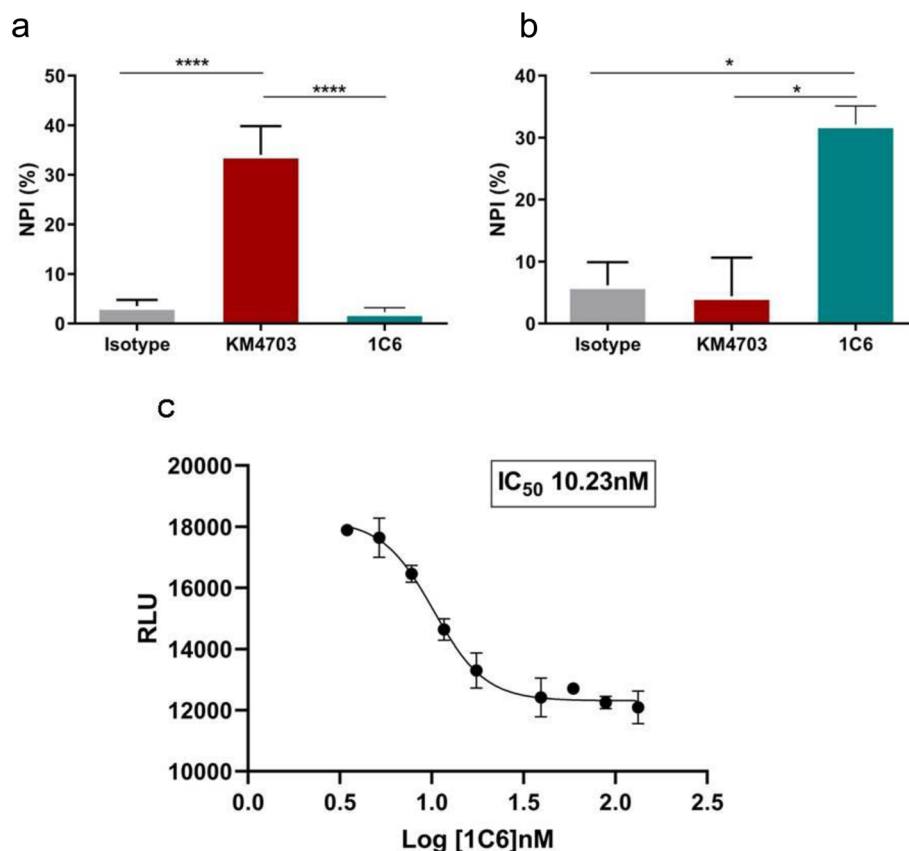 a
****
****
50
40
30
20
10
0
NPI (%)
Isotype KM4703 1C6
b
*
*
40
30
20
10
0
NPI (%)
Isotype KM4703 1C6
c
IC₅₀ 10.23nM
20000
18000
16000
14000
12000
10000
RLU
0.0 0.5 1.0 1.5 2.0 2.5
Log [1C6]nM